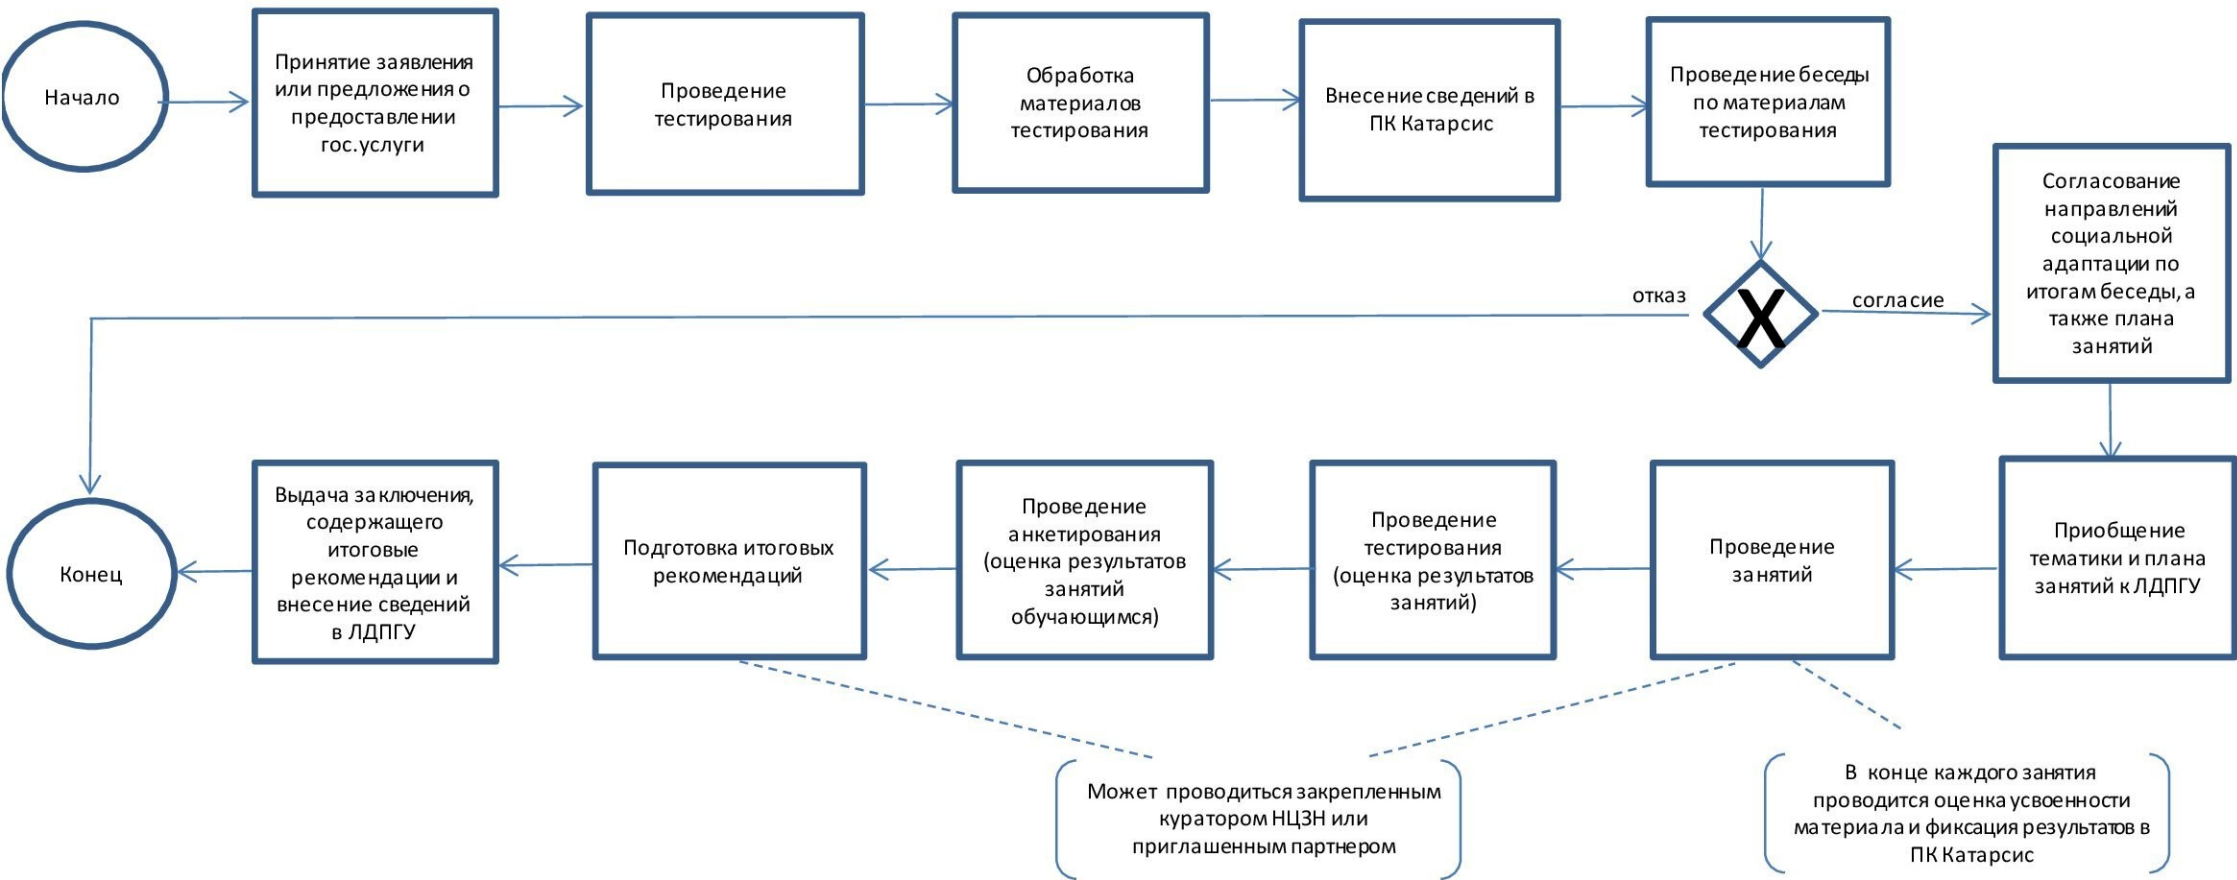 Начало
Принятие заявления
или предложения о
предоставлении
гос.услуги
Проведение
тестирования
Обработка
материалов
тестирования
Внесение сведений в
ПК Катарсис
Проведение беседы
по материалам
тестирования
отказ
X
согласие
Согласование
направлений
социальной
адаптации по
итогам беседы, а
также плана
занятий
Приобщение
тематики и плана
занятий к ЛДПГУ
Проведение
занятий
Проведение
тестирования
(оценка результатов
занятий)
Проведение
анкетирования
(оценка результатов
занятий
обучающимся)
Подготовка итоговых
рекомендаций
Выдача заключения,
содержащего
итоговые
рекомендации и
внесение сведений
в ЛДПГУ
Конец
Может проводиться закрепленным
куратором НЦЗН или
приглашенным партнером
В конце каждого занятия
проводится оценка усвоенности
материала и фиксация результатов в
ПК Катарсис